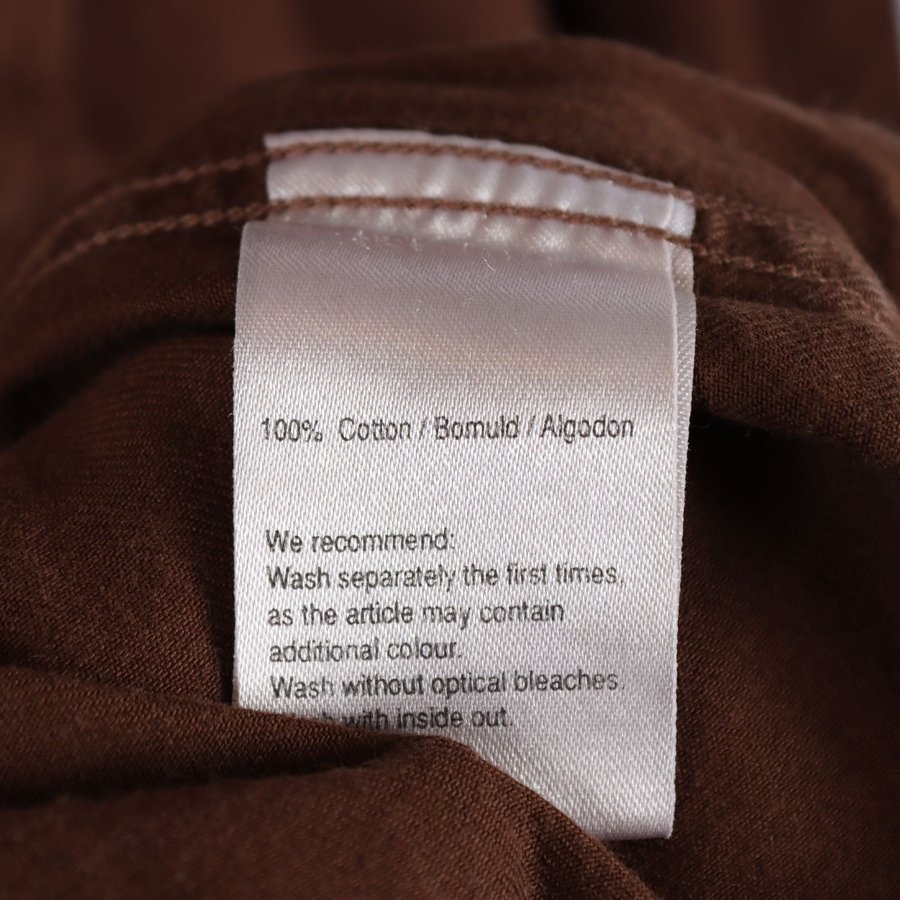 100% Cotton / Bomuld / Algodon
We recommend:
Wash separately the first times,
as the article may contain
additional colour.
Wash without optical bleaches.
with inside out.